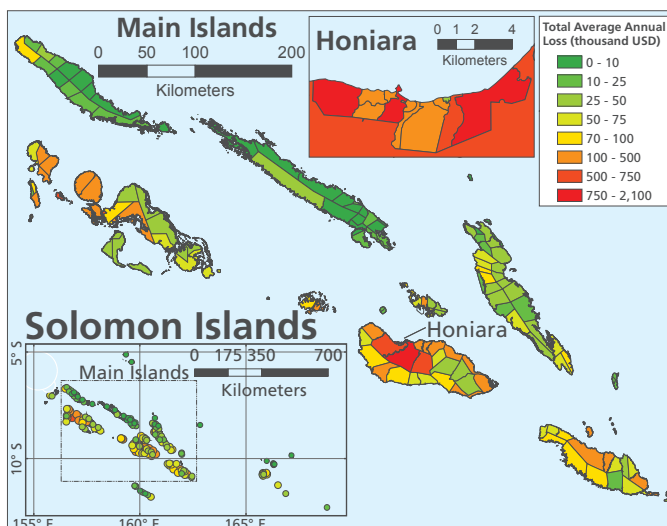 Main Islands
0 50 100 200
Kilometers
Honiara
0 1 2 4
Kilometers
Total Average Annual
Loss (thousand USD)
0 - 10
10 - 25
25 - 50
50 - 75
70 - 100
100 - 500
500 - 750
750 - 2,100
Honiara
Solomon Islands
5° S
0 175 350 700
Main Islands
Kilometers
10° S
155° E
160° E
165° E